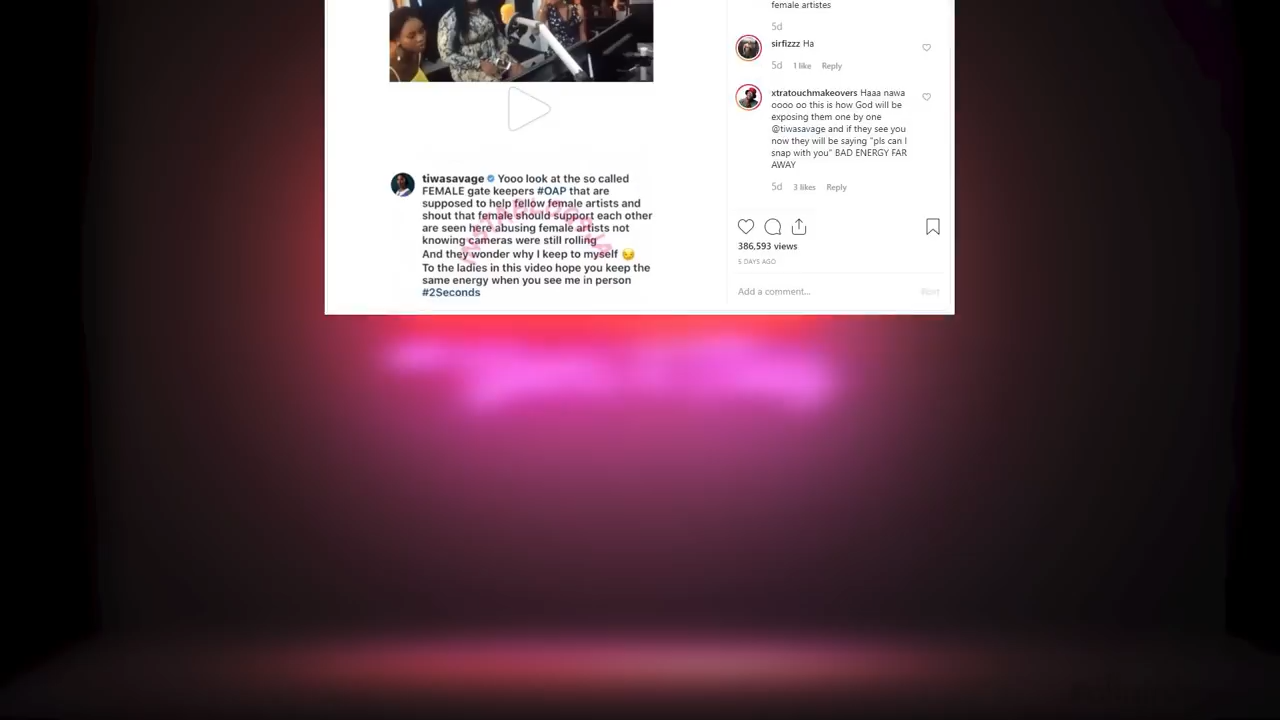 female artistes
5d
sirfizzz Ha
5d 1 like Reply
xtratouchmakeovers Haaa nawa
oooo oo this is how God will be
exposing them one by one
@tiwasavage and if they see you
now they will be saying "pls can I
snap with you" BAD ENERGY FAR
AWAY
5d 3 likes Reply
386,593 views
5 DAYS AGO
Add a comment... Post
tiwasavage Yooo look at the so called
FEMALE gate keepers #OAP that are
supposed to help fellow female artists and
shout that female should support each other
are seen here abusing female artists not
knowing cameras were still rolling
And they wonder why I keep to myself 😏
To the ladies in this video hope you keep the
same energy when you see me in person
#2Seconds